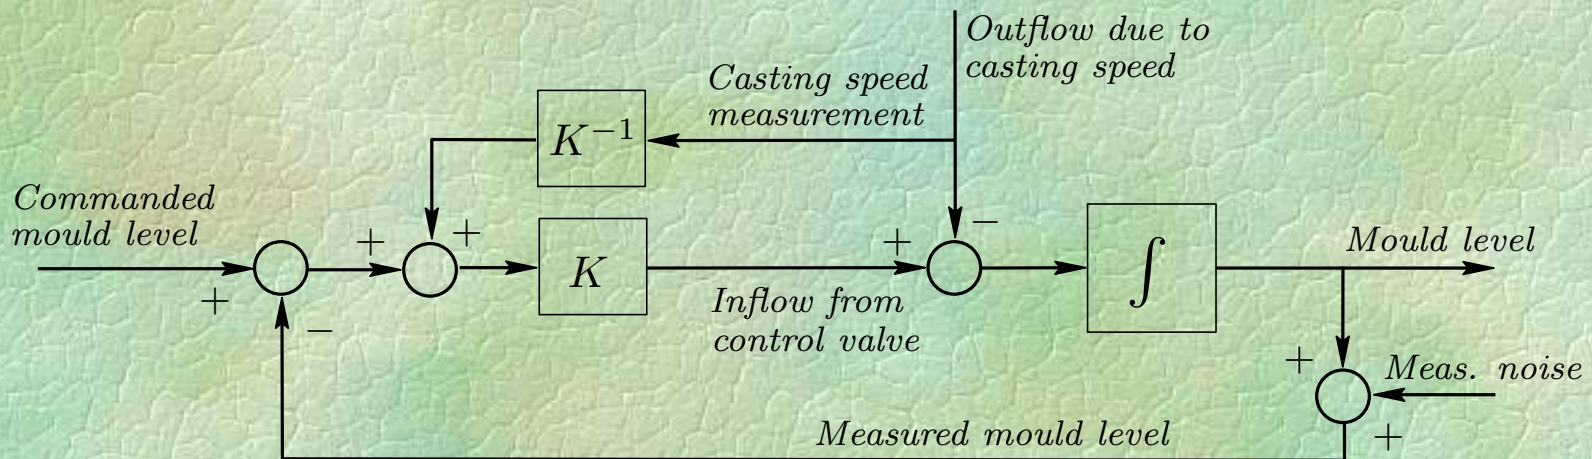 Outflow due to
casting speed
Casting speed
measurement
K⁻¹
Commanded
mould level
+
+
−
+
+
K
Inflow from
control valve
∫
Mould level
+
−
+
Meas. noise
+
Measured mould level